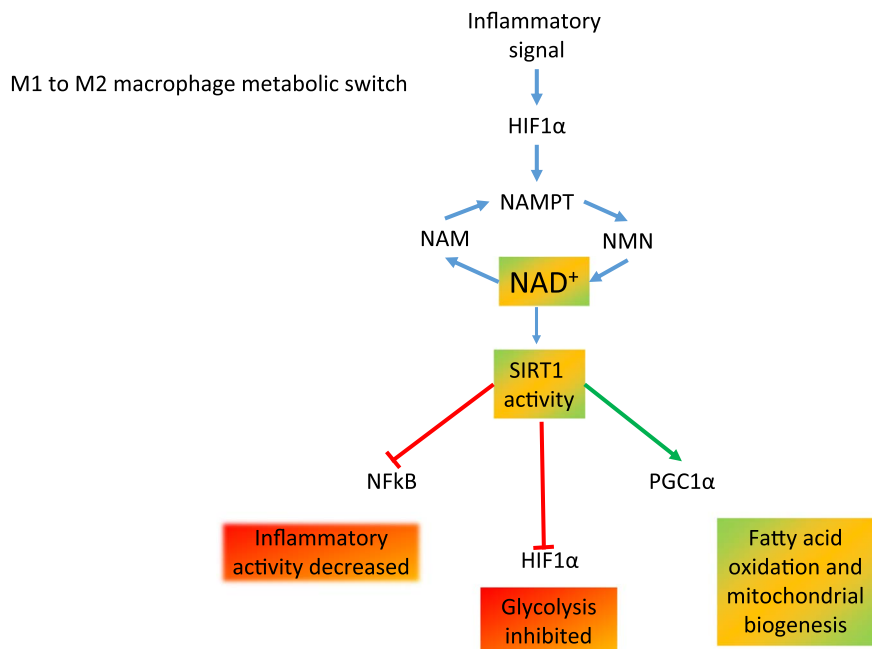 Inflammatory
signal
M1 to M2 macrophage metabolic switch
HIF1α
NAMPT
NAM
NMN
NAD⁺
SIRT1
activity
NFkB
PGC1α
Inflammatory
activity decreased
HIF1α
Glycolysis
inhibited
Fatty acid
oxidation and
mitochondrial
biogenesis